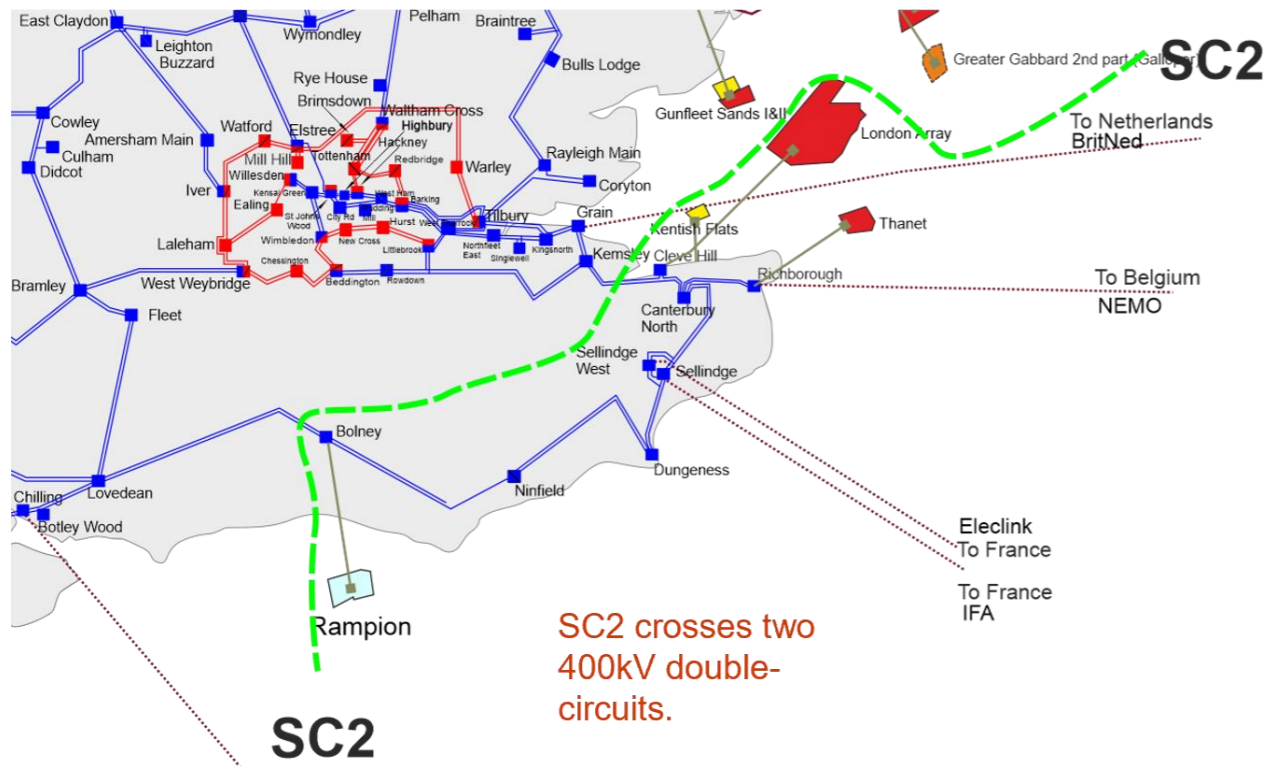 East Claydon
Pelham
Braintree
Wymondley
Leighton
Buzzard
Bulls Lodge
Greater Gabbard 2nd part (Galloper)
SC2
Rye House
Brimsdown
Gunfleet Sands I&II
Cowley
Waltham Cross
Highbury
Watford
Elstree
Hackney
London Array
To Netherlands
BritNed
Amersham Main
Culham
Didcot
Mill Hill
Tottenham
Redbridge
Warley
Rayleigh Main
Willesden
Coryton
Iver
Kensal Green
West Ham
Barking
Ealing
St Johns
Wood
City Rd
Mill
Hurst
Tilbury
Grain
Kentish Flats
Thanet
Laleham
Wimbledon
New Cross
Littlebrook
Northfleet
East
Singlewell
Kingsnorth
Kemsley
Cleve Hill
Chessington
Richborough
Bramley
West Weybridge
Beddington
Rowdown
To Belgium
NEMO
Fleet
Canterbury
North
Sellindge
West
Sellindge
Bolney
Dungeness
Lovedean
Ninfield
Chilling
Botley Wood
Eleclink
To France
To France
IFA
Rampion
SC2 crosses two
400kV double-
circuits.
SC2